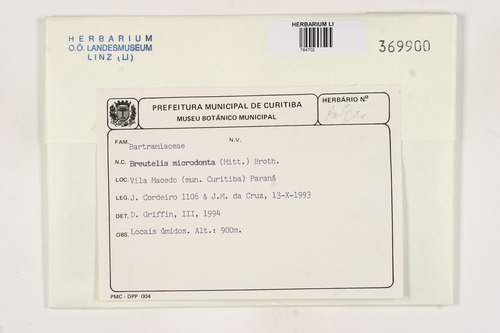 HERBARIUM
O.Ö. LANDESMUSEUM
LINZ (LI)
HERBARIUM LI
784702
369900
PREFEITURA MUNICIPAL DE CURITIBA
MUSEU BOTÂNICO MUNICIPAL
HERBÁRIO N.º
FAM. Bartramiaceae N.V.
N.C. Breutelia microdonta (Mitt.) Broth.
LOC. Vila Macedo (mun. Curitiba) Paraná
LEG. J. Cordeiro 1106 & J.M. da Cruz, 13-X-1993
DET. D. Griffin, III, 1994
OBS. Locais úmidos. Alt.: 900m.
PMC - DPP 004